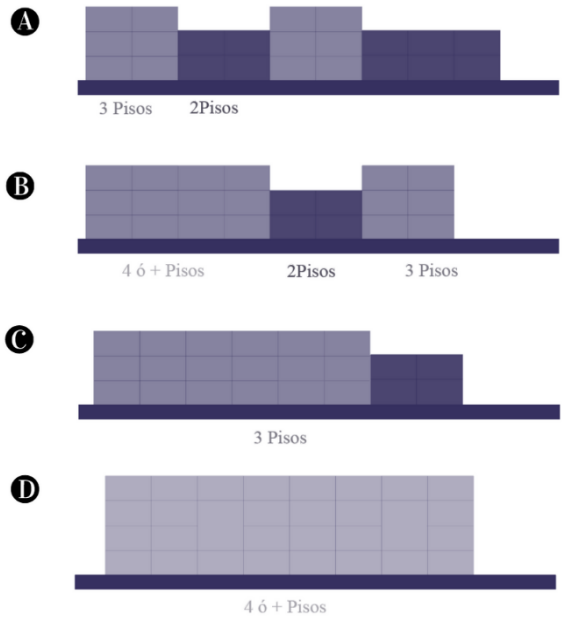 A
3 Pisos 2Pisos
B
4 ó + Pisos 2Pisos 3 Pisos
C
3 Pisos
D
4 ó + Pisos